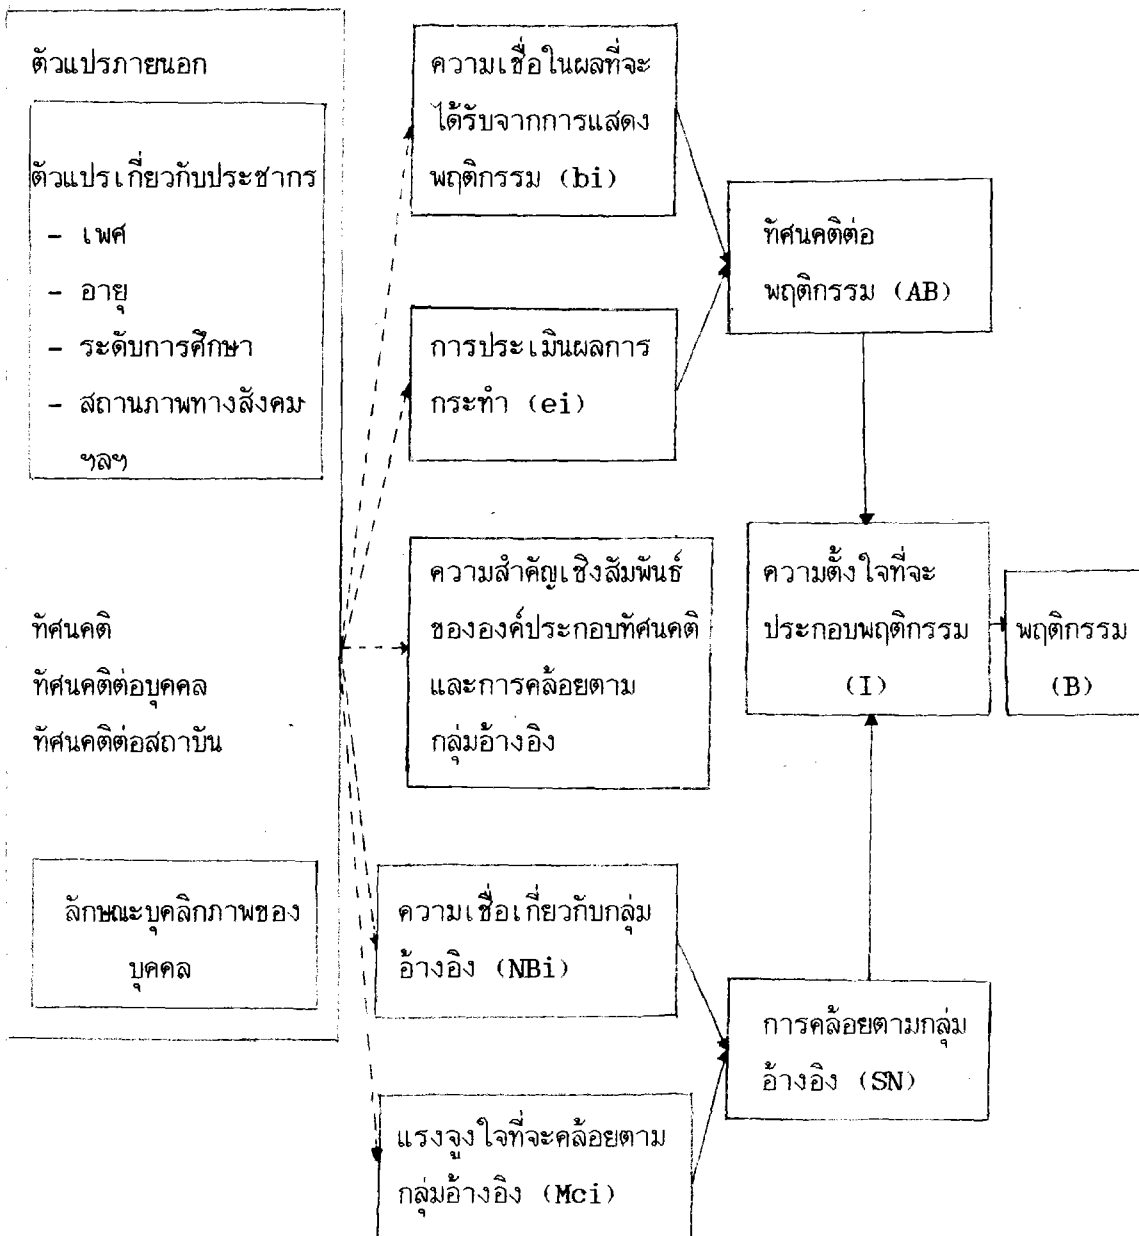 ตัวแปรภายนอก
ตัวแปรเกี่ยวกับประชากร
- เพศ
- อายุ
- ระดับการศึกษา
- สถานภาพทางสังคม
ฯลฯ
ทัศนคติ
ทัศนคติต่อบุคคล
ทัศนคติต่อสถาบัน
ลักษณะบุคลิกภาพของ
บุคคล
ความเชื่อในผลที่จะ
ได้รับจากการแสดง
พฤติกรรม (bi)
การประเมินผลการ
กระทำ (ei)
ความสำคัญเชิงสัมพันธ์
ขององค์ประกอบทัศนคติ
และการคล้อยตาม
กลุ่มอ้างอิง
ความเชื่อเกี่ยวกับกลุ่ม
อ้างอิง (NBi)
แรงจูงใจที่จะคล้อยตาม
กลุ่มอ้างอิง (Mci)
ทัศนคติต่อ
พฤติกรรม (AB)
ความตั้งใจที่จะ
ประกอบพฤติกรรม
(I)
การคล้อยตามกลุ่ม
อ้างอิง (SN)
พฤติกรรม
(B)